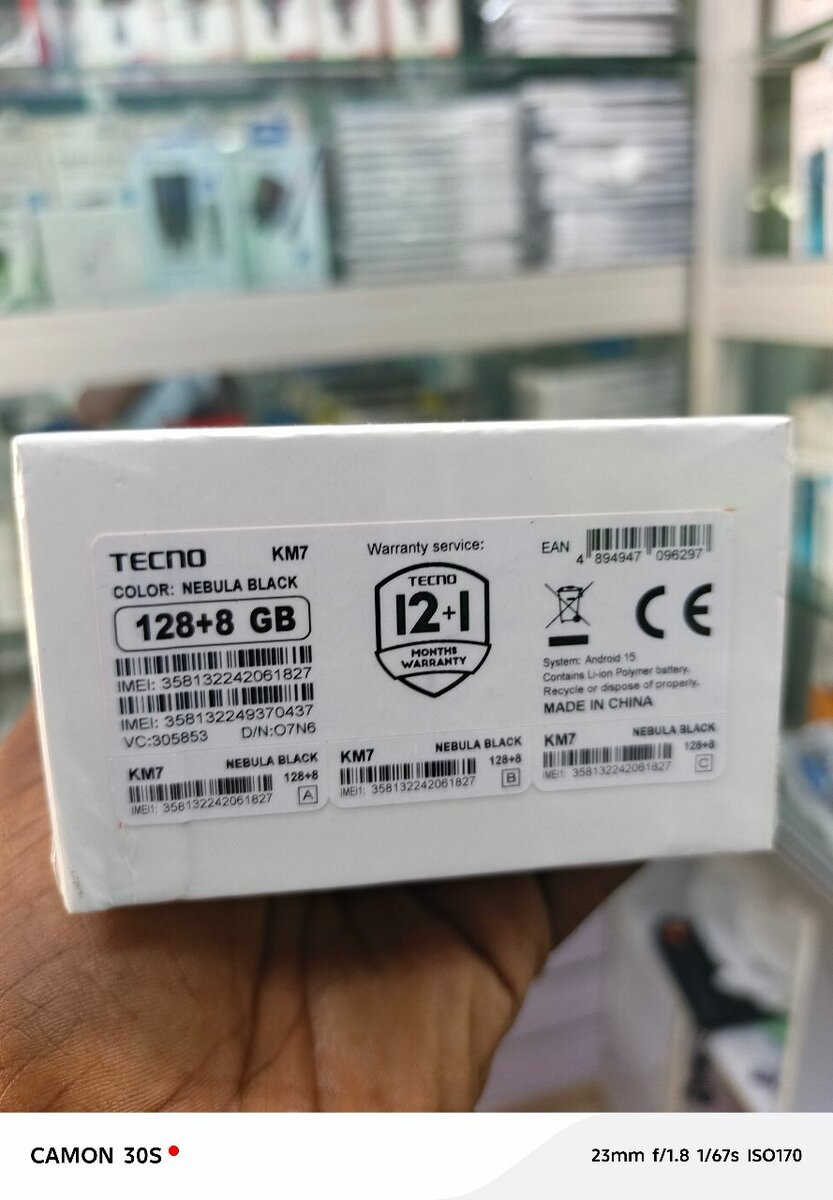 TECNO KM7
COLOR: NEBULA BLACK
128+8 GB
IMEI: 358132242061827
IMEI: 358132249370437
VC:305853 D/N:O7N6
Warranty service:
TECNO
12+1
MONTHS
WARRANTY
EAN
4 894947 096297
CE
System: Android 15
Contains Li-ion Polymer battery.
Recycle or dispose of properly.
MADE IN CHINA
KM7 NEBULA BLACK
128+8
IMEI1: 358132242061827 A
KM7 NEBULA BLACK
128+8
IMEI1: 358132242061827 B
KM7 NEBULA BLACK
128+8
IMEI1: 358132242061827 C
CAMON 30S
23mm f/1.8 1/67s ISO170